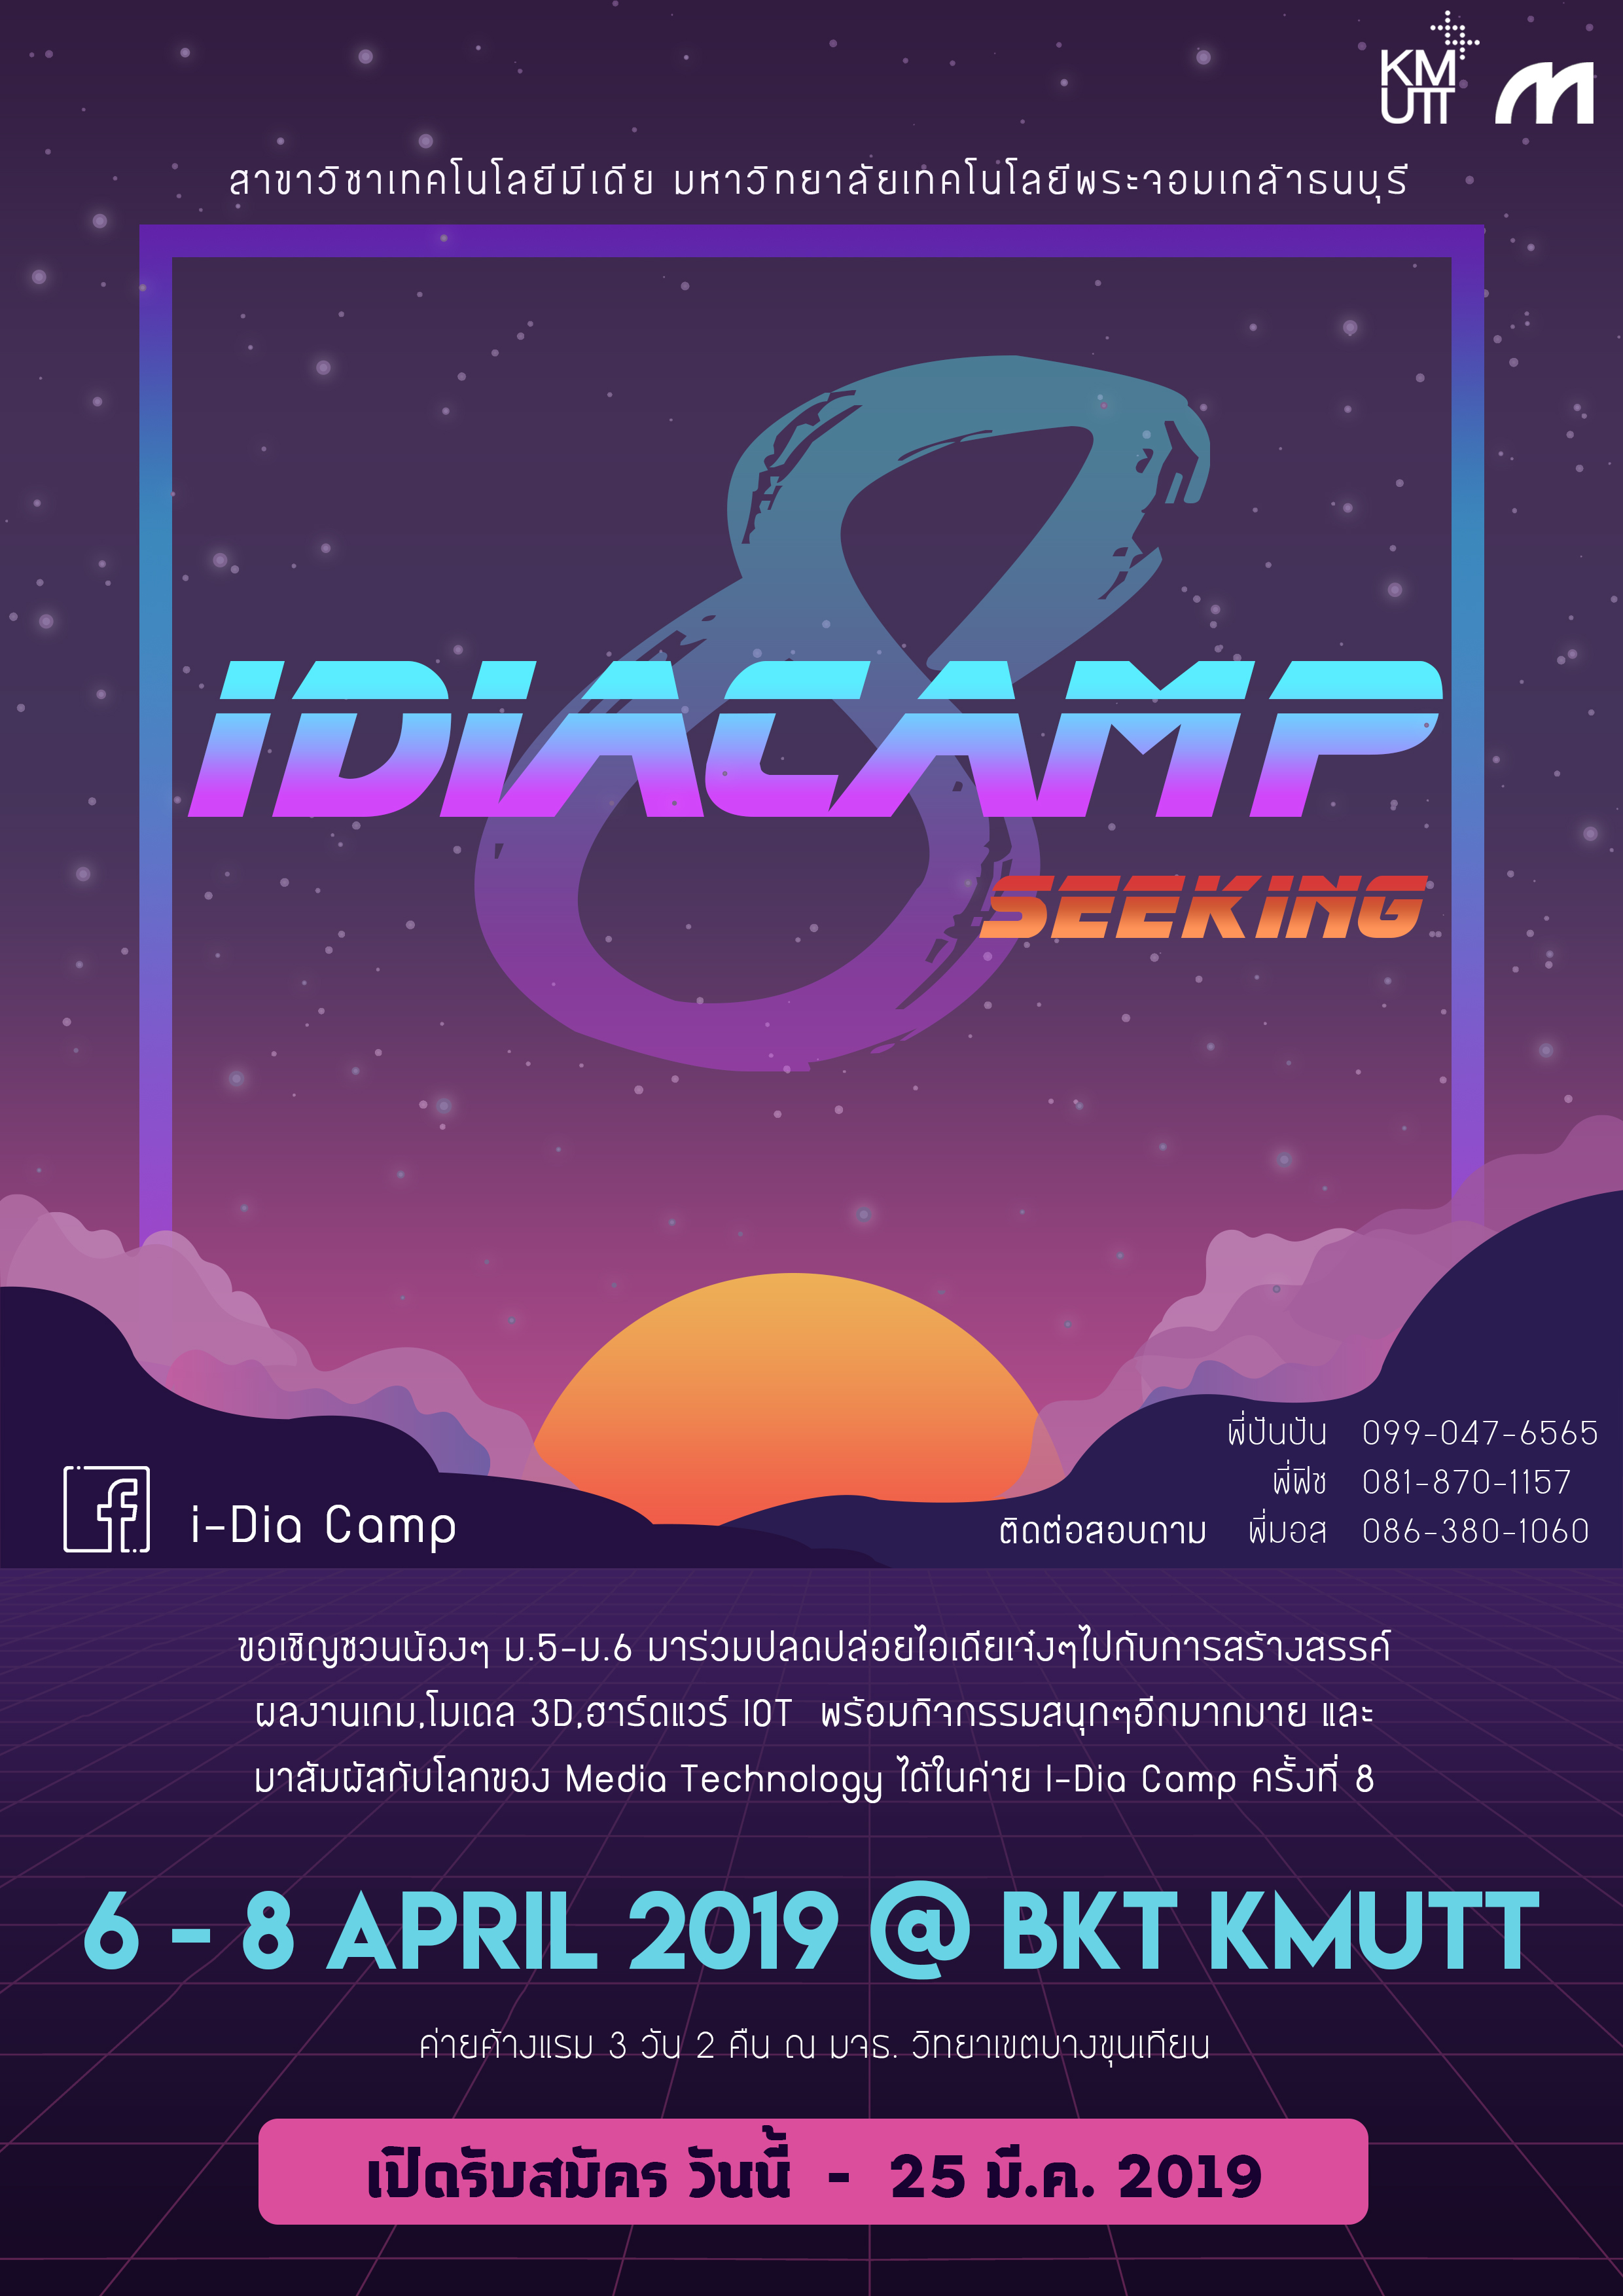 KM
UTT
สาขาวิชาเทคโนโลยีมีเดีย มหาวิทยาลัยเทคโนโลยีพระจอมเกล้าธนบุรี
8
iDiACAMP
SEEKiNG
พี่ปันปัน 099-047-6565
พี่ฟิช 081-870-1157
ติดต่อสอบถาม พี่มอส 086-380-1060
i-Dia Camp
ขอเชิญชวนน้องๆ ม.5-ม.6 มาร่วมปลดปล่อยไอเดียเจ๋งๆไปกับการสร้างสรรค์
ผลงานเกม,โมเดล 3D,ฮาร์ดแวร์ IOT พร้อมกิจกรรมสนุกๆอีกมากมาย และ
มาสัมผัสกับโลกของ Media Technology ได้ในค่าย I-Dia Camp ครั้งที่ 8
6 - 8 APRIL 2019 @ BKT KMUTT
ค่ายค้างแรม 3 วัน 2 คืน ณ มจธ. วิทยาเขตบางขุนเทียน
เปิดรับสมัคร วันนี้ - 25 มี.ค. 2019